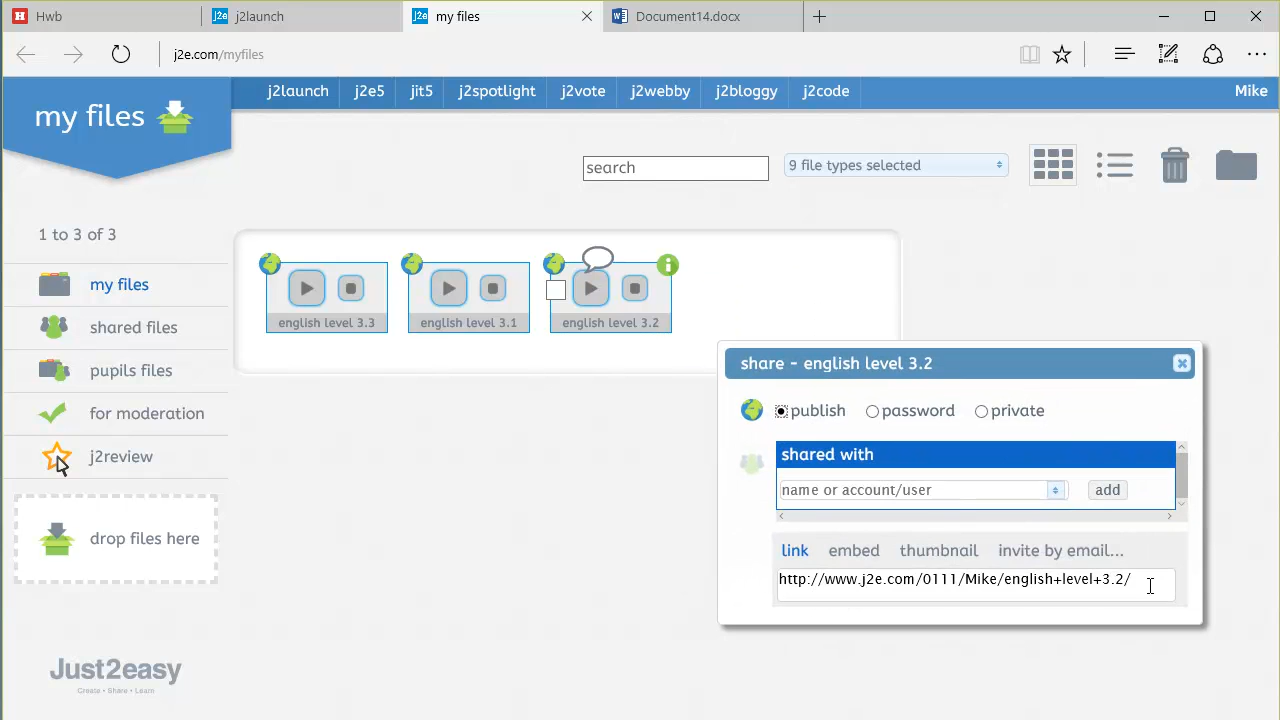 Hwb
j2e j2launch
j2e my files
W Document14.docx
j2e.com/myfiles
my files
j2launch j2e5 jit5 j2spotlight j2vote j2webby j2bloggy j2code Mike
search 9 file types selected
1 to 3 of 3
my files
shared files
pupils files
for moderation
j2review
drop files here
english level 3.3 english level 3.1 english level 3.2
share - english level 3.2
publish password private
shared with
name or account/user add
link embed thumbnail invite by email...
http://www.j2e.com/0111/Mike/english+level+3.2/
Just2easy
Create • Share • Learn